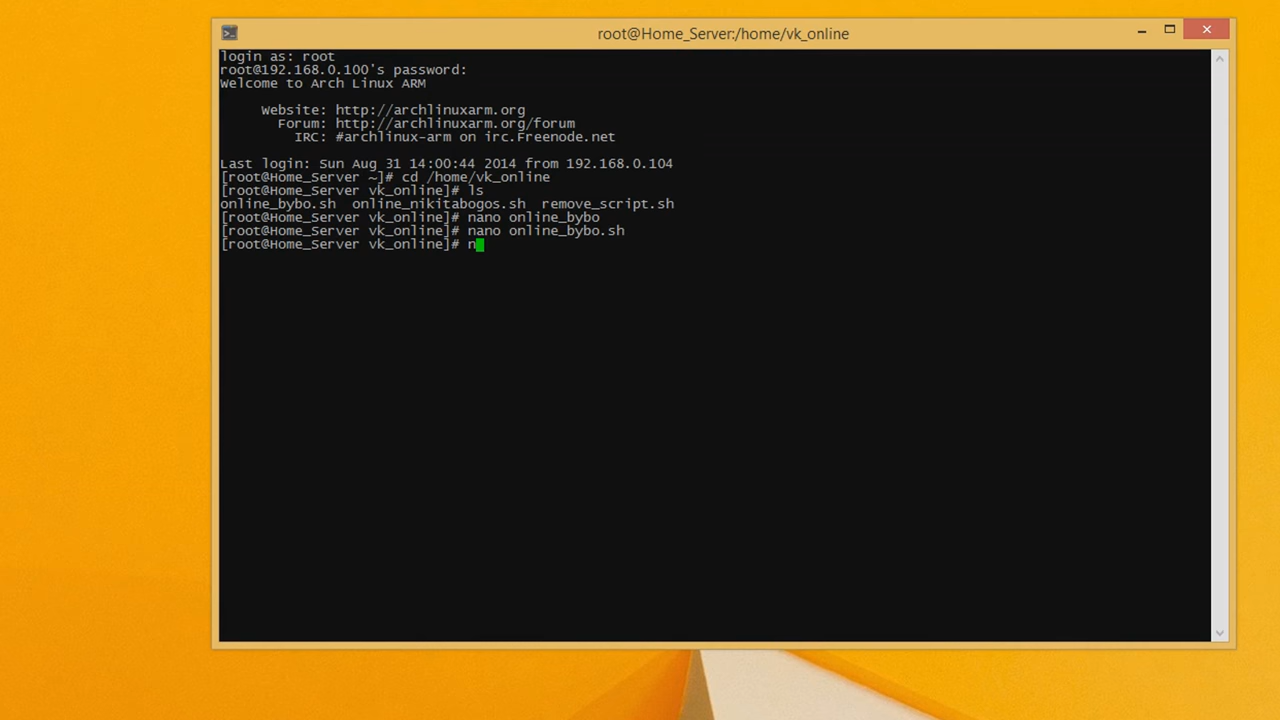 root@Home_Server:/home/vk_online
login as: root
root@192.168.0.100's password:
Welcome to Arch Linux ARM
Website: http://archlinuxarm.org
Forum: http://archlinuxarm.org/forum
IRC: #archlinux-arm on irc.Freenode.net
Last login: Sun Aug 31 14:00:44 2014 from 192.168.0.104
[root@Home_Server ~]# cd /home/vk_online
[root@Home_Server vk_online]# ls
online_bybo.sh  online_nikitabogos.sh  remove_script.sh
[root@Home_Server vk_online]# nano online_bybo
[root@Home_Server vk_online]# nano online_bybo.sh
[root@Home_Server vk_online]# n